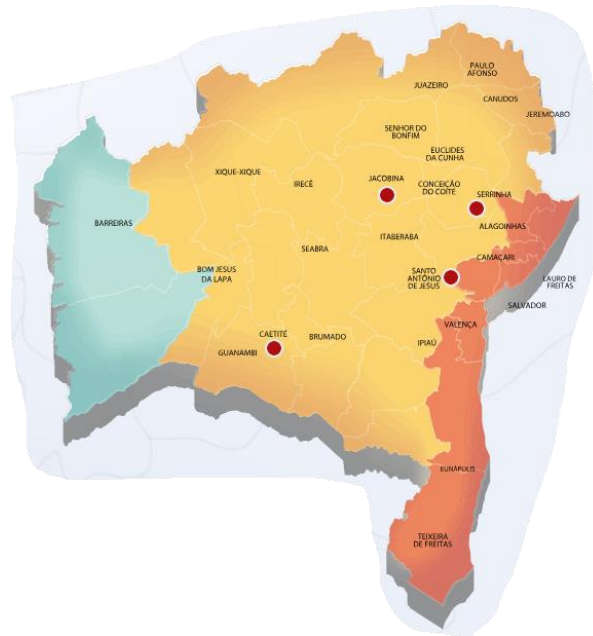 PAULO
AFONSO
JUAZEIRO
CANUDOS
JEREMOABO
SENHOR DO
BONFIM
EUCLIDES
DA CUNHA
XIQUE-XIQUE
IRECÊ
JACOBINA
CONCEIÇÃO
DO COITÉ
SERRINHA
BARREIRAS
ALAGOINHAS
ITABERABA
SEABRA
CAMAÇARI
BOM JESUS
DA LAPA
SANTO
ANTÔNIO
DE JESUS
LAURO DE
FREITAS
SALVADOR
VALENÇA
CAETITÉ
BRUMADO
IPIAÚ
GUANAMBI
EUNÁPOLIS
TEIXEIRA
DE FREITAS